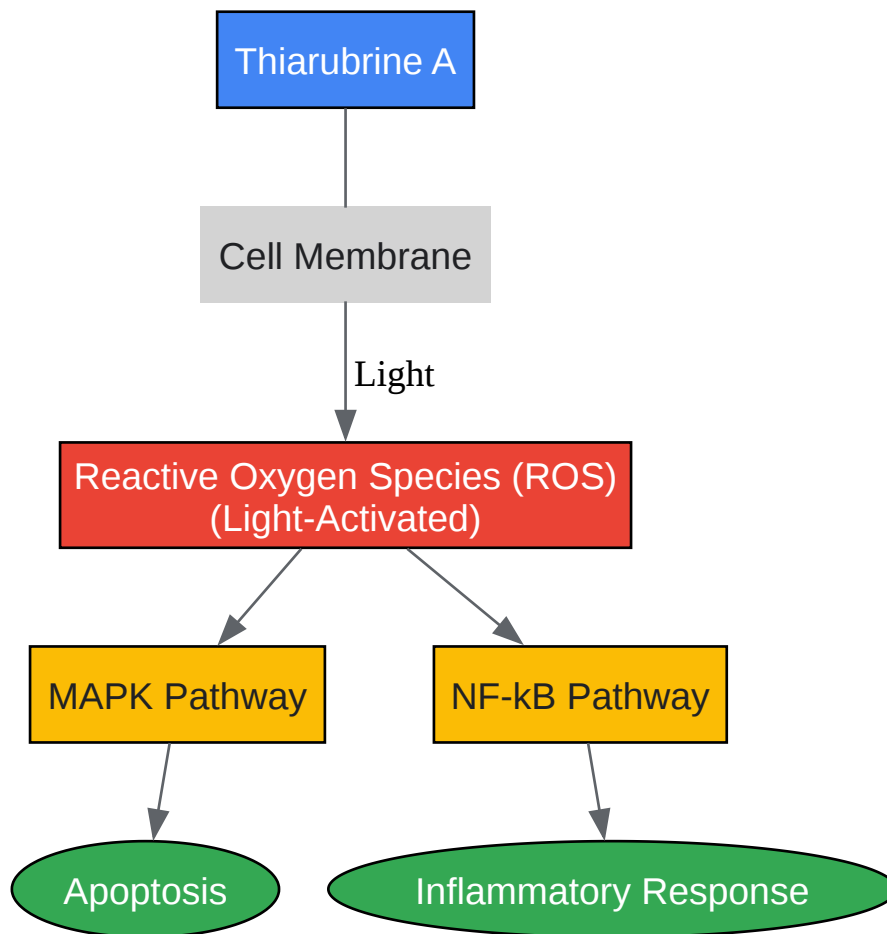 Thiarubrine A
Cell Membrane
Light
Reactive Oxygen Species (ROS)
(Light-Activated)
MAPK Pathway
NF-kB Pathway
Apoptosis
Inflammatory Response